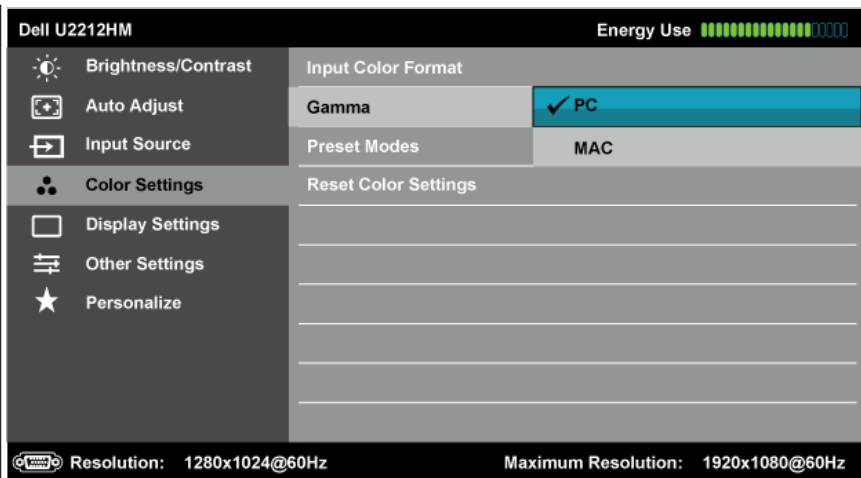 Dell U2212HM
Energy Use
Brightness/Contrast
Auto Adjust
Input Source
Color Settings
Display Settings
Other Settings
Personalize
Input Color Format
Gamma
Preset Modes
Reset Color Settings
PC
MAC
Resolution: 1280x1024@60Hz
Maximum Resolution: 1920x1080@60Hz